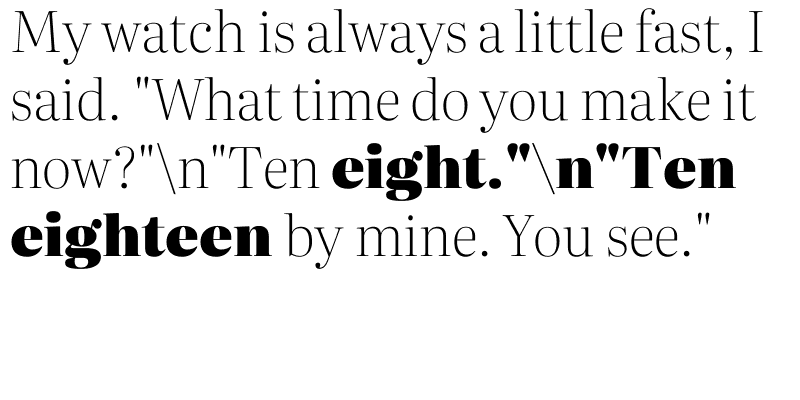 My watch is always a little fast, I
said. "What time do you make it
now?"\n"Ten eight."\n"Ten
eighteen by mine. You see."